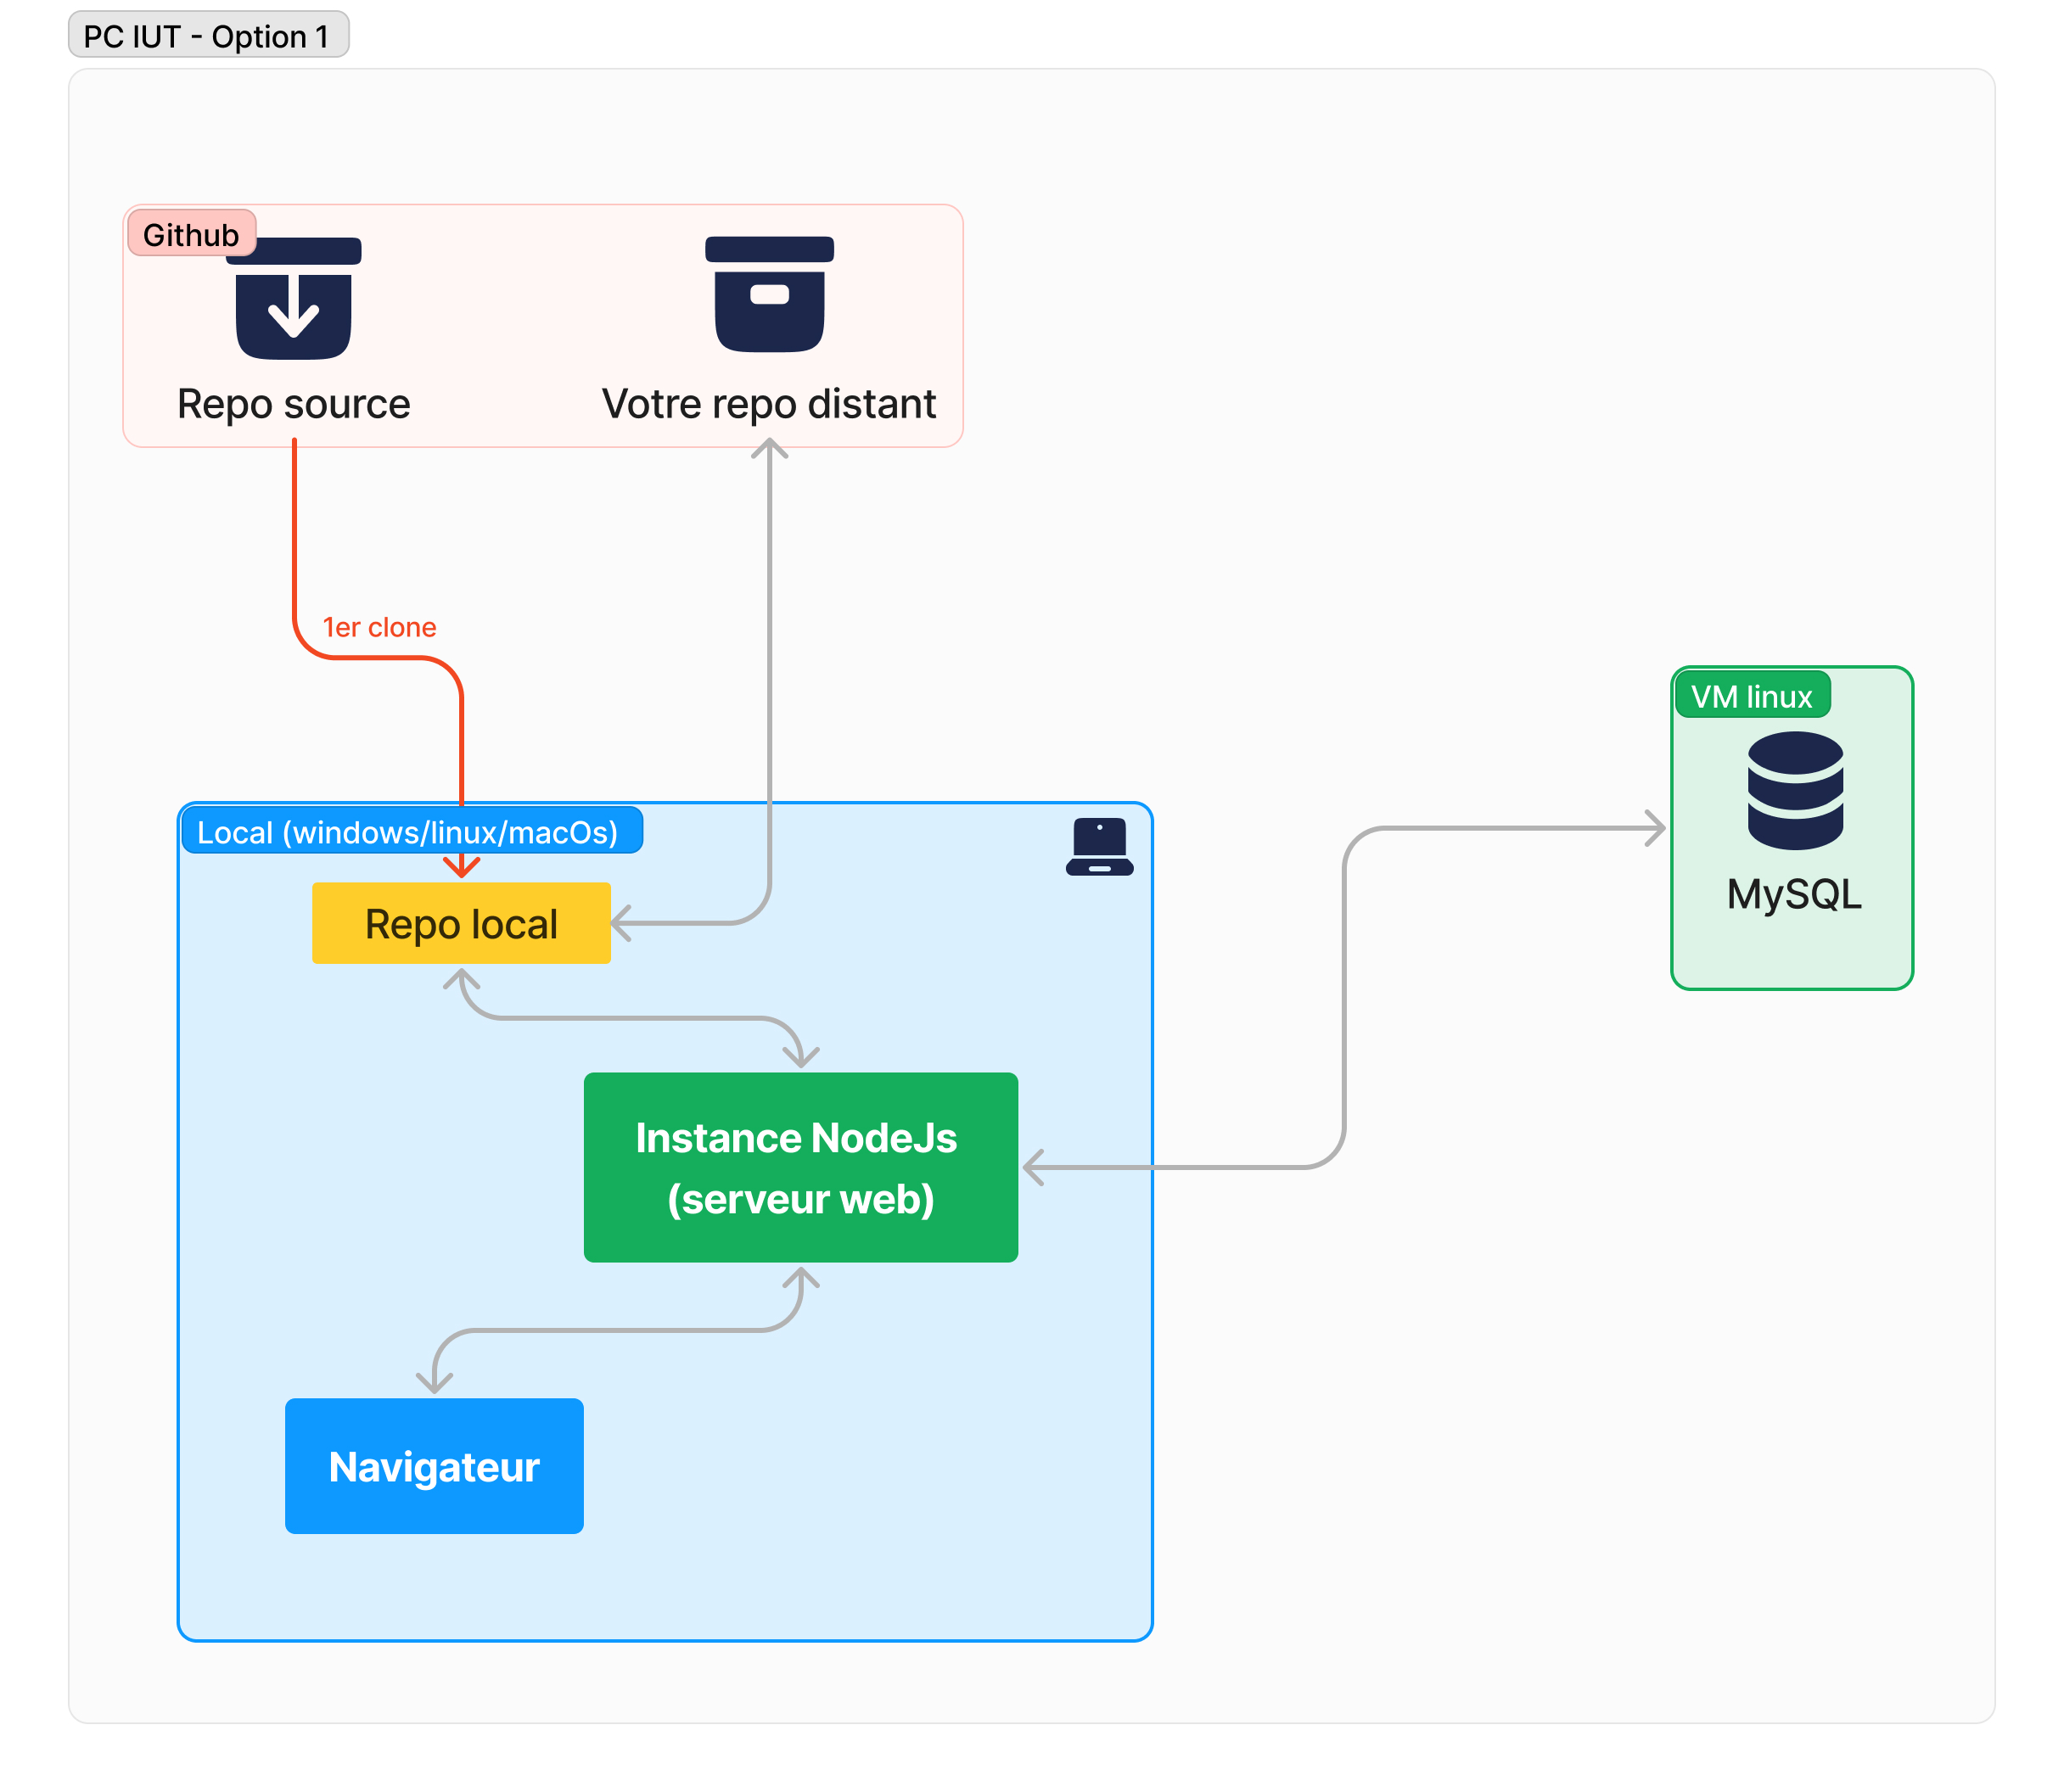 PC IUT - Option 1
Github
Repo source
Votre repo distant
1er clone
VM linux
MySQL
Local (windows/linux/macOs)
Repo local
Instance NodeJs
(serveur web)
Navigateur